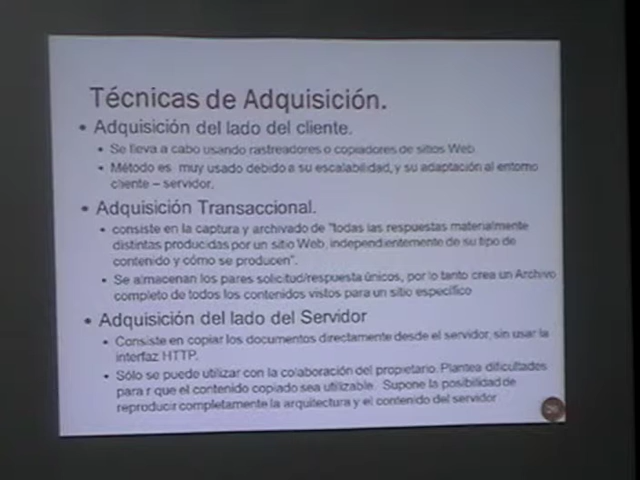 Técnicas de Adquisición.
• Adquisición del lado del cliente.
• Se lleva a cabo usando rastreadores o copiadores de sitios Web
• Método es muy usado debido a su escalabilidad, y su adaptación al entorno
cliente – servidor.
• Adquisición Transaccional.
• consiste en la captura y archivado de "todas las respuestas materialmente
distintas producidas por un sitio Web, independientemente de su tipo de
contenido y cómo se producen".
• Se almacenan los pares solicitud/respuesta únicos, por lo tanto crea un Archivo
completo de todos los contenidos vistos para un sitio específico
• Adquisición del lado del Servidor
• Consiste en copiar los documentos directamente desde el servidor, sin usar la
interfaz HTTP.
• Sólo se puede utilizar con la colaboración del propietario. Plantea dificultades
para r que el contenido copiado sea utilizable. Supone la posibilidad de
reproducir completamente la arquitectura y el contenido del servidor